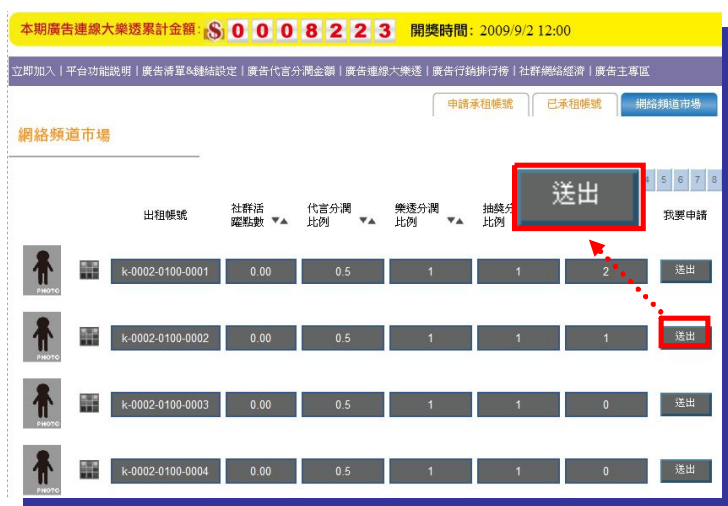 本期廣告連線大樂透累計金額: $ 0 0 0 8 2 2 3 開獎時間: 2009/9/2 12:00
立即加入 | 平台功能說明 | 廣告清單&鏈結設定 | 廣告代言分潤金額 | 廣告連線大樂透 | 廣告行銷排行榜 | 社群網絡經濟 | 廣告主專區
申請承租帳號 已承租帳號 網絡頻道市場
網絡頻道市場
5 6 7 8
送出
出租帳號 社群活躍點數 ▼▲ 代言分潤比例 ▼▲ 樂透分潤比例 ▼▲ 抽獎分比例 我要申請
k-0002-0100-0001 0.00 0.5 1 1 2 送出
PHOTO
k-0002-0100-0002 0.00 0.5 1 1 1 送出
PHOTO
k-0002-0100-0003 0.00 0.5 1 1 0 送出
PHOTO
k-0002-0100-0004 0.00 0.5 1 1 0 送出
PHOTO